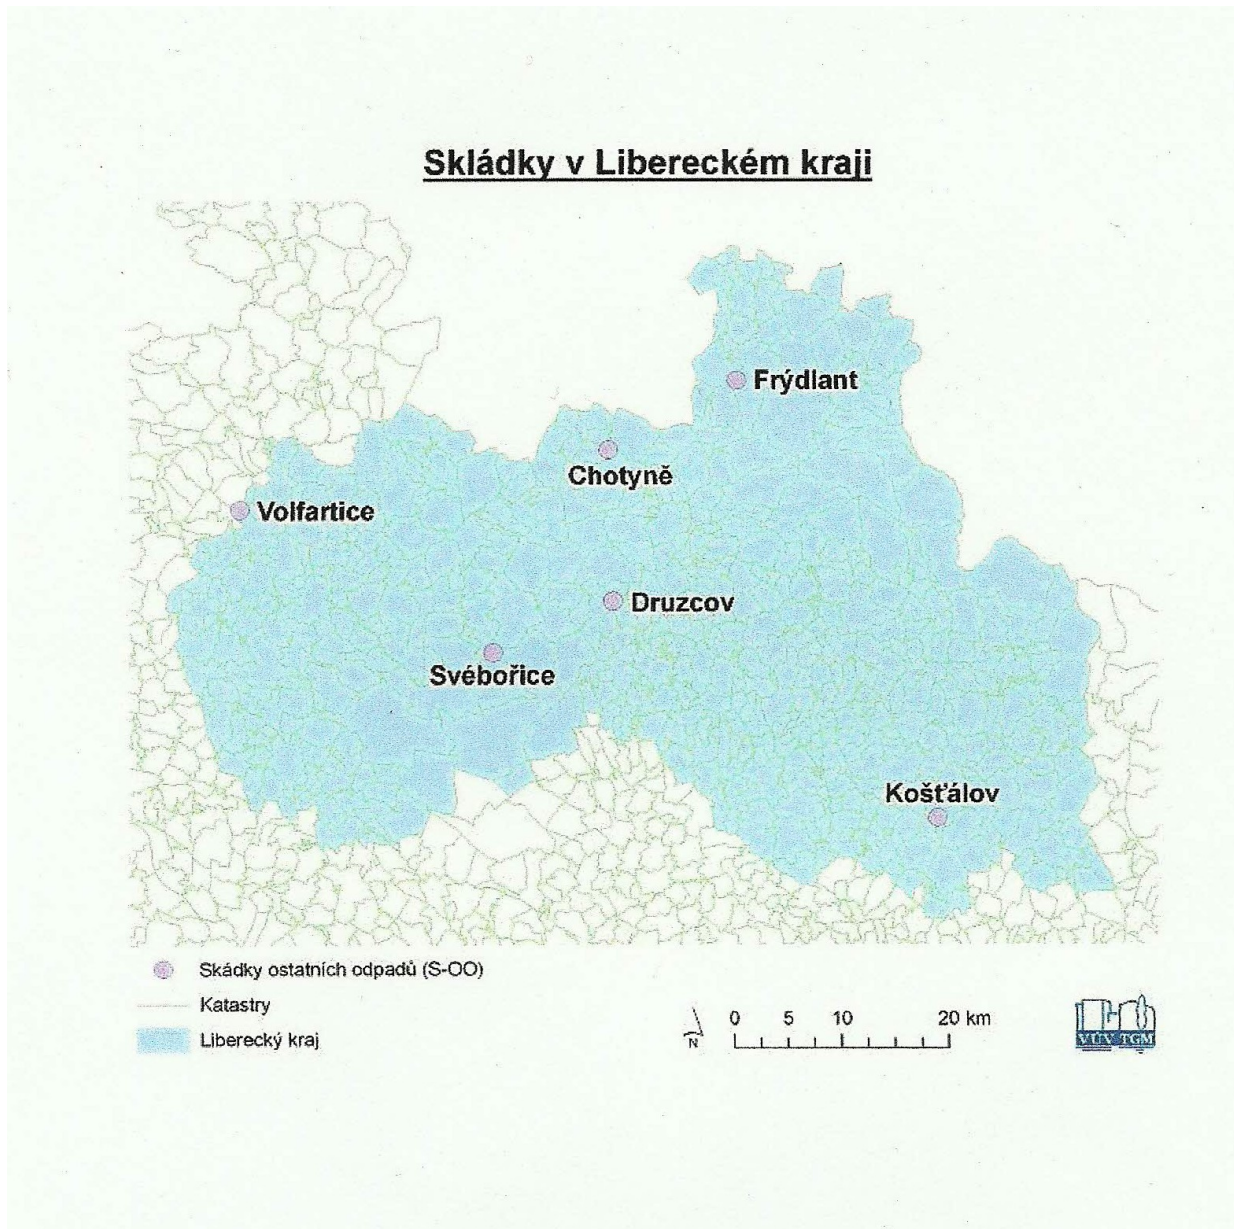 Skládky v Libereckém kraji
Frýdlant
Chotyně
Volfartice
Druzcov
Svébořice
Košťálov
Skádky ostatních odpadů (S-OO)
Katastry
Liberecký kraj
N
0 5 10 20 km
VÚV TGM